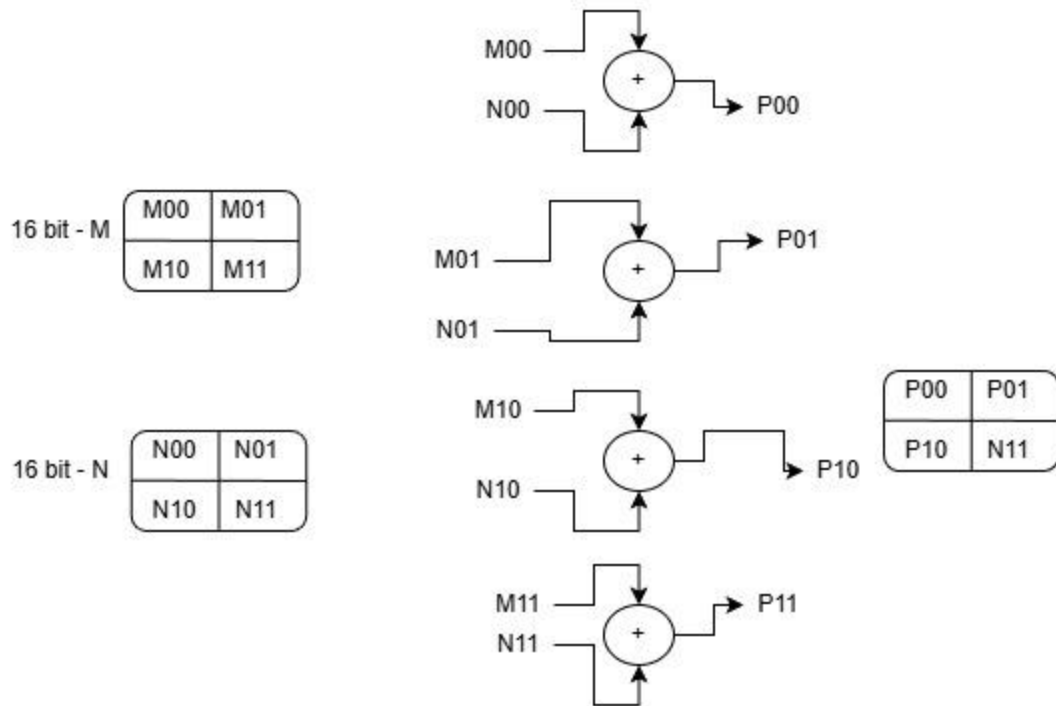 M00
+
N00
P00
16 bit - M
M00 M01
M10 M11
M01
+
N01
P01
16 bit - N
N00 N01
N10 N11
M10
+
N10
P10
P00 P01
P10 N11
M11
+
N11
P11